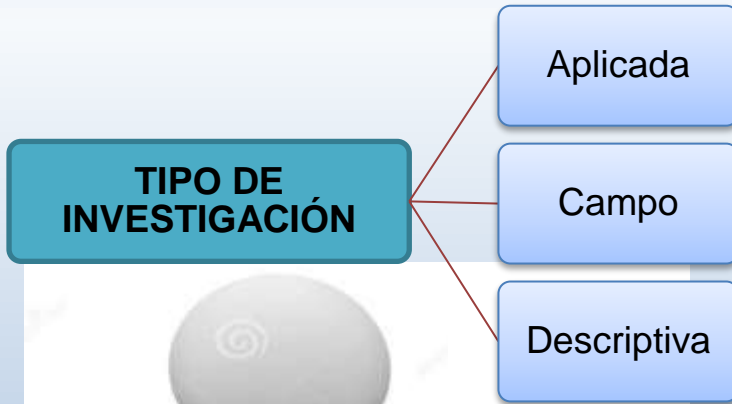 TIPO DE
INVESTIGACIÓN
Aplicada
Campo
Descriptiva